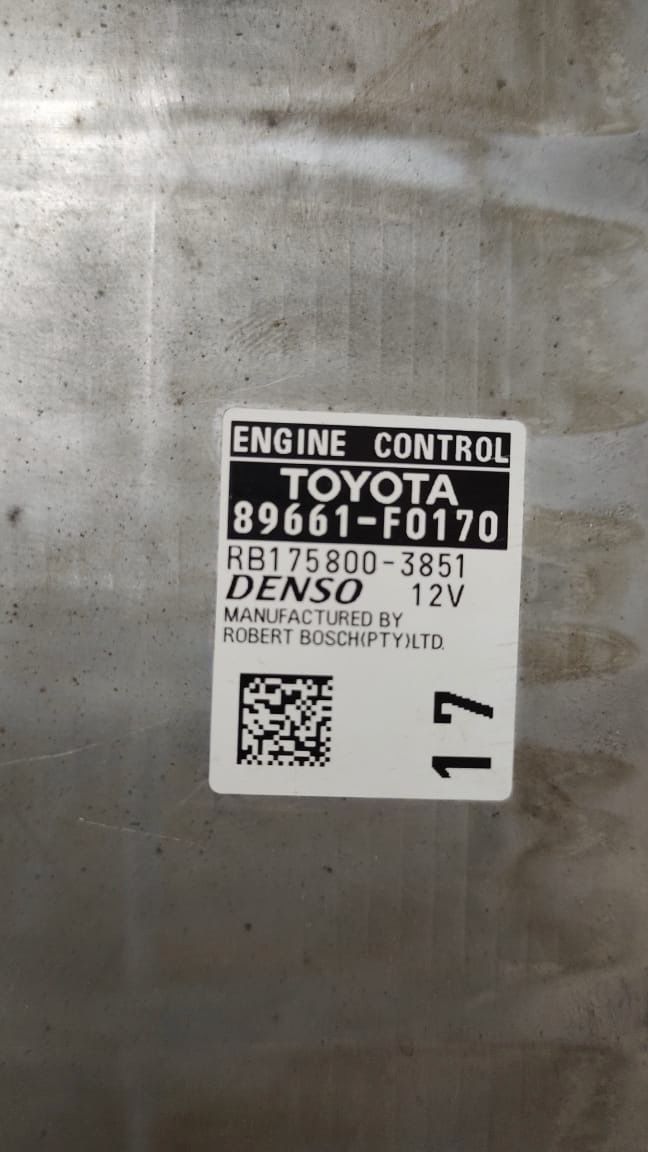 ENGINE CONTROL
TOYOTA
89661-F0170
RB175800-3851
DENSO 12V
MANUFACTURED BY
ROBERT BOSCH(PTY)LTD.
17